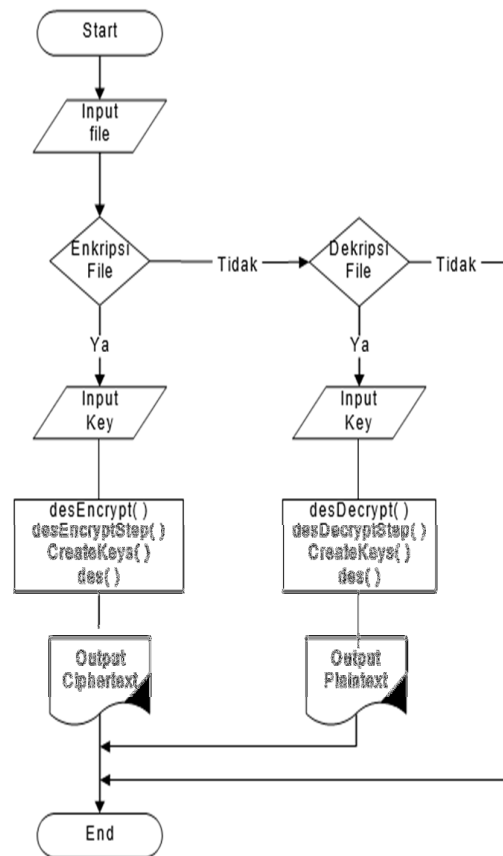 Start
Input
file
Enkripsi
File
Tidak
Dekripsi
File
Tidak
Ya
Ya
Input
Key
Input
Key
desEncrypt( )
desEncryptStep( )
CreateKeys( )
des( )
desDecrypt( )
desDecryptStep( )
CreateKeys( )
des( )
Output
Ciphertext
Output
Plaintext
End